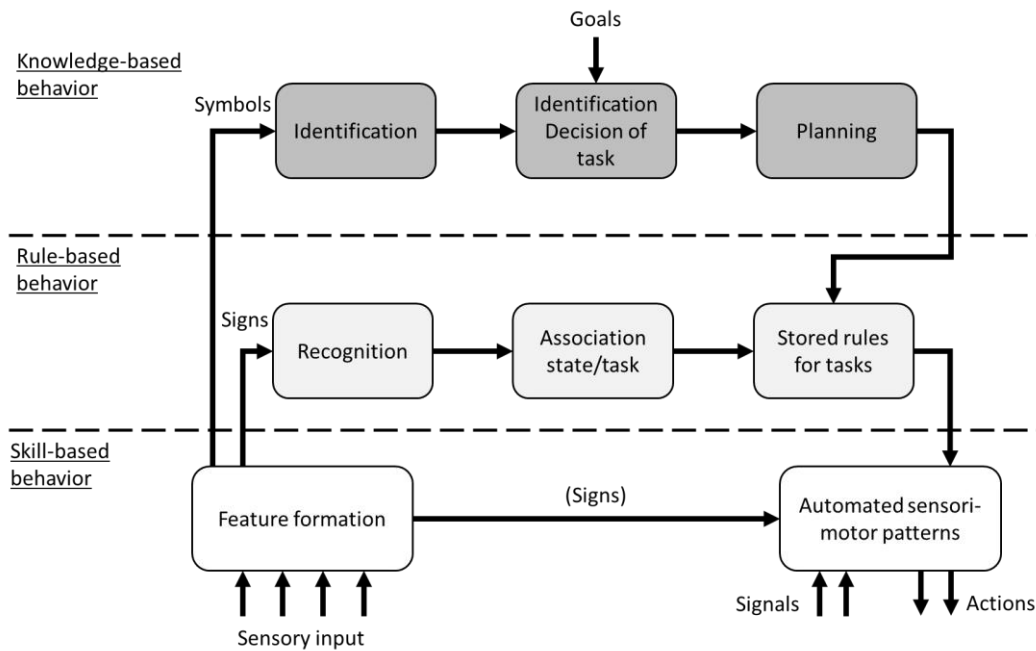 Goals
Knowledge-based
behavior
Symbols
Identification
Identification
Decision of
task
Planning
Rule-based
behavior
Signs
Recognition
Association
state/task
Stored rules
for tasks
Skill-based
behavior
Feature formation
(Signs)
Automated sensori-
motor patterns
Signals
Actions
Sensory input